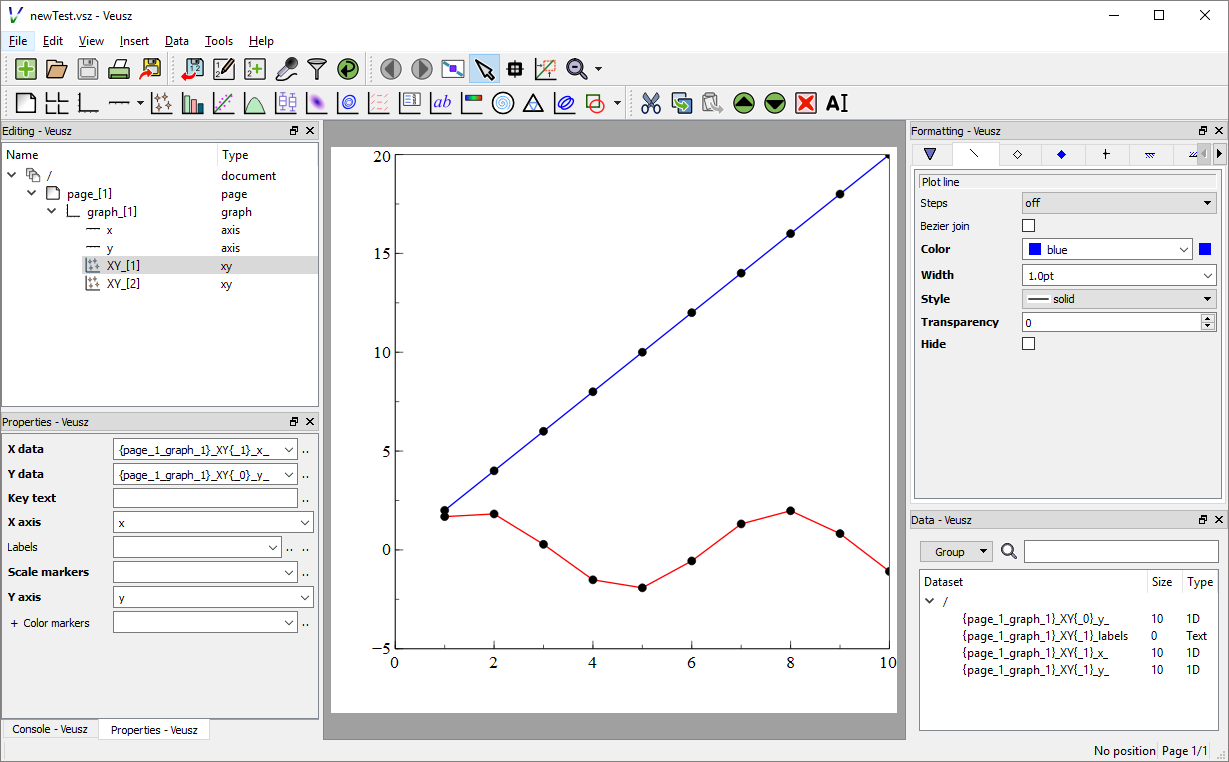 newTest.vsz - Veusz
File Edit View Insert Data Tools Help
ab
AI
Editing - Veusz
Name Type
/ document
page_[1] page
graph_[1] graph
x axis
y axis
XY_[1] xy
XY_[2] xy
Properties - Veusz
X data {page_1_graph_1}_XY{_1}_x_ ..
Y data {page_1_graph_1}_XY{_0}_y_ ..
Key text ..
X axis x
Labels .. ..
Scale markers ..
Y axis y
+ Color markers ..
Console - Veusz Properties - Veusz
20
15
10
5
0
−5
0 2 4 6 8 10
Formatting - Veusz
Plot line
Steps off
Bezier join
Color blue
Width 1.0pt
Style solid
Transparency 0
Hide
Data - Veusz
Group
Dataset Size Type
/
{page_1_graph_1}_XY{_0}_y_ 10 1D
{page_1_graph_1}_XY{_1}_labels 0 Text
{page_1_graph_1}_XY{_1}_x_ 10 1D
{page_1_graph_1}_XY{_1}_y_ 10 1D
No position Page 1/1